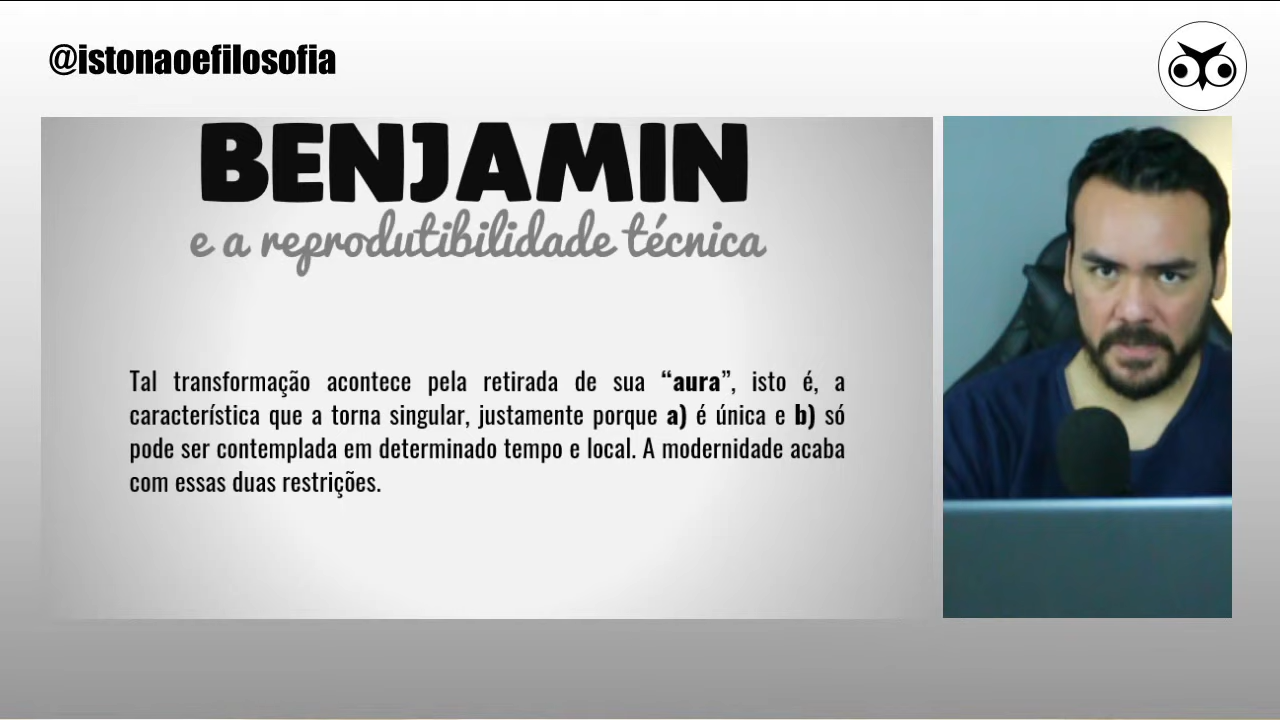 @istonaoefilosofia
BENJAMIN
e a reprodutibilidade técnica
Tal transformação acontece pela retirada de sua “aura”, isto é, a
característica que a torna singular, justamente porque a) é única e b) só
pode ser contemplada em determinado tempo e local. A modernidade acaba
com essas duas restrições.